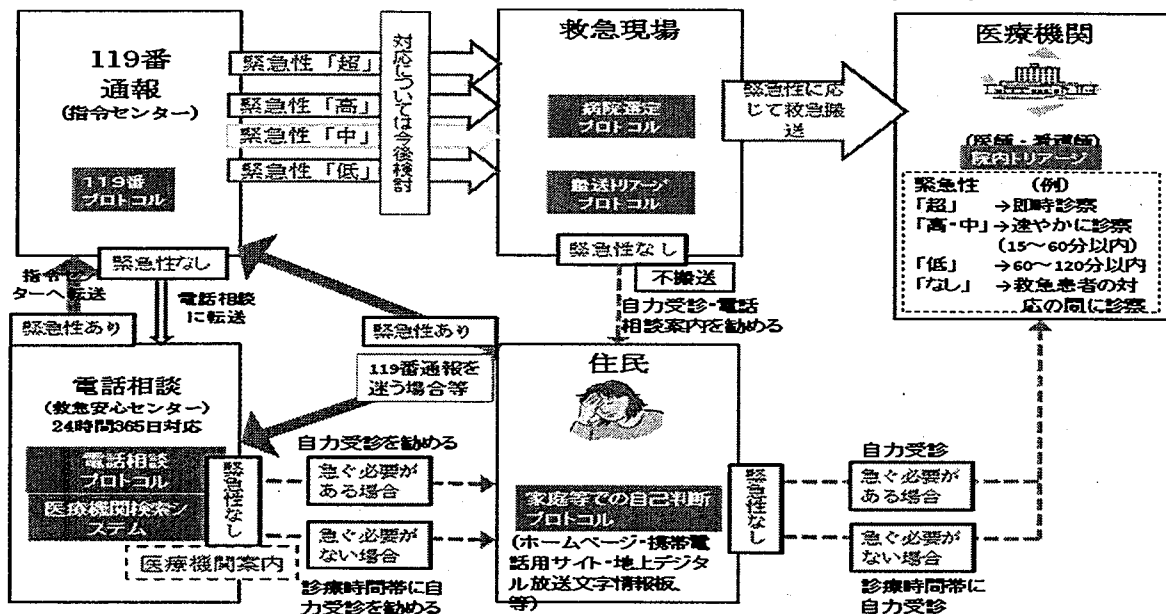 119番
通報
(指令センター)
119番
プロトコル
緊急性「超」
緊急性「高」
緊急性「中」
緊急性「低」
対応については今後検討
救急現場
病院選定
プロトコル
搬送トリアージ
プロトコル
緊急性に応
じて救急搬
送
医療機関
(医師・看護師)
院内トリアージ
緊急性 (例)
「超」 →即時診察
「高・中」→速やかに診察
(15～60分以内)
「低」 →60～120分以内
「なし」 →救急患者の対
応の間に診察
緊急性なし
指令セン
ターへ転送
電話相談
に転送
緊急性あり
緊急性なし
不搬送
自力受診・電話
相談案内を勧める
緊急性あり
119番通報を
迷う場合等
電話相談
(救急安心センター)
24時間365日対応
電話相談
プロトコル
医療機関検索シ
ステム
医療機関案内
緊急性なし
自力受診を勧める
急ぐ必要が
ある場合
急ぐ必要が
ない場合
診療時間帯に自
力受診を勧める
住民
家庭等での自己判断
プロトコル
(ホームページ・携帯電
話用サイト・地上デジタ
ル放送文字情報板、
等)
緊急性なし
自力受診
急ぐ必要が
ある場合
急ぐ必要が
ない場合
診療時間帯に
自力受診